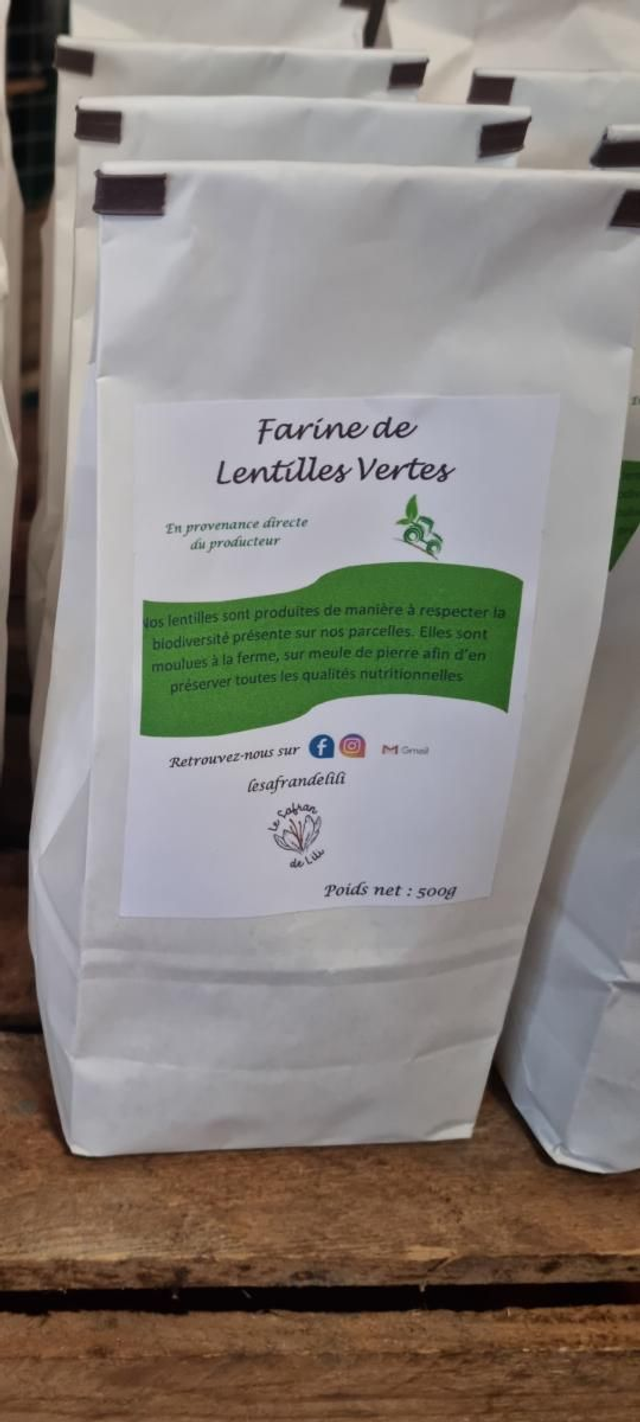 Farine de
Lentilles Vertes
En provenance directe
du producteur
Nos lentilles sont produites de manière à respecter la
biodiversité présente sur nos parcelles. Elles sont
moulues à la ferme, sur meule de pierre afin d'en
préserver toutes les qualités nutritionnelles
Retrouvez-nous sur
Gmail
lesafrandelili
Le Safran
de Lili
Poids net : 500g